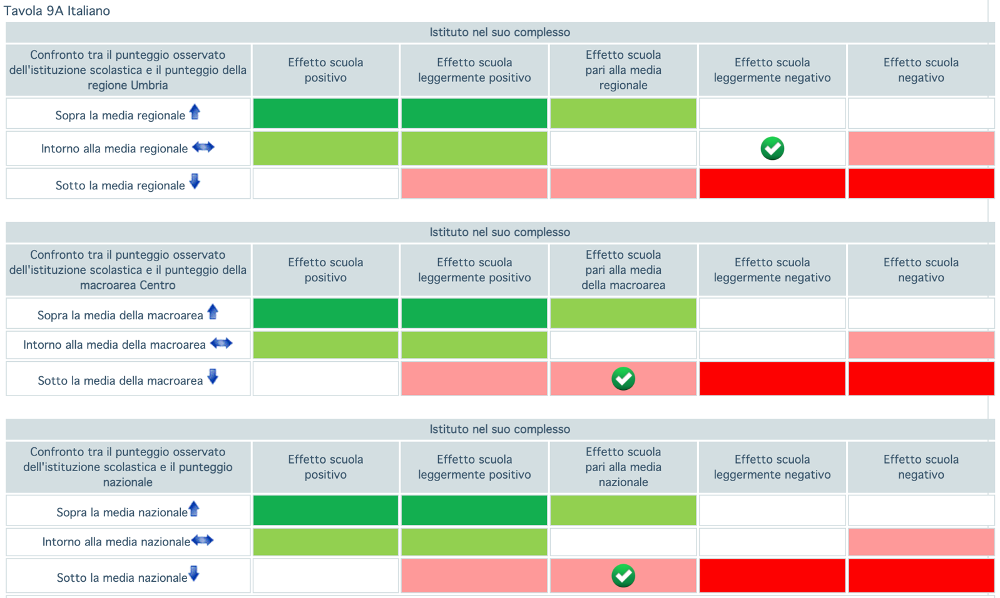 Tavola 9A Italiano
Istituto nel suo complesso
Confronto tra il punteggio osservato
dell'istituzione scolastica e il punteggio della
regione Umbria
Effetto scuola
positivo
Effetto scuola
leggermente positivo
Effetto scuola
pari alla media
regionale
Effetto scuola
leggermente negativo
Effetto scuola
negativo
Sopra la media regionale
Intorno alla media regionale
Sotto la media regionale
Istituto nel suo complesso
Confronto tra il punteggio osservato
dell'istituzione scolastica e il punteggio della
macroarea Centro
Effetto scuola
positivo
Effetto scuola
leggermente positivo
Effetto scuola
pari alla media
della macroarea
Effetto scuola
leggermente negativo
Effetto scuola
negativo
Sopra la media della macroarea
Intorno alla media della macroarea
Sotto la media della macroarea
Istituto nel suo complesso
Confronto tra il punteggio osservato
dell'istituzione scolastica e il punteggio
nazionale
Effetto scuola
positivo
Effetto scuola
leggermente positivo
Effetto scuola
pari alla media
nazionale
Effetto scuola
leggermente negativo
Effetto scuola
negativo
Sopra la media nazionale
Intorno alla media nazionale
Sotto la media nazionale